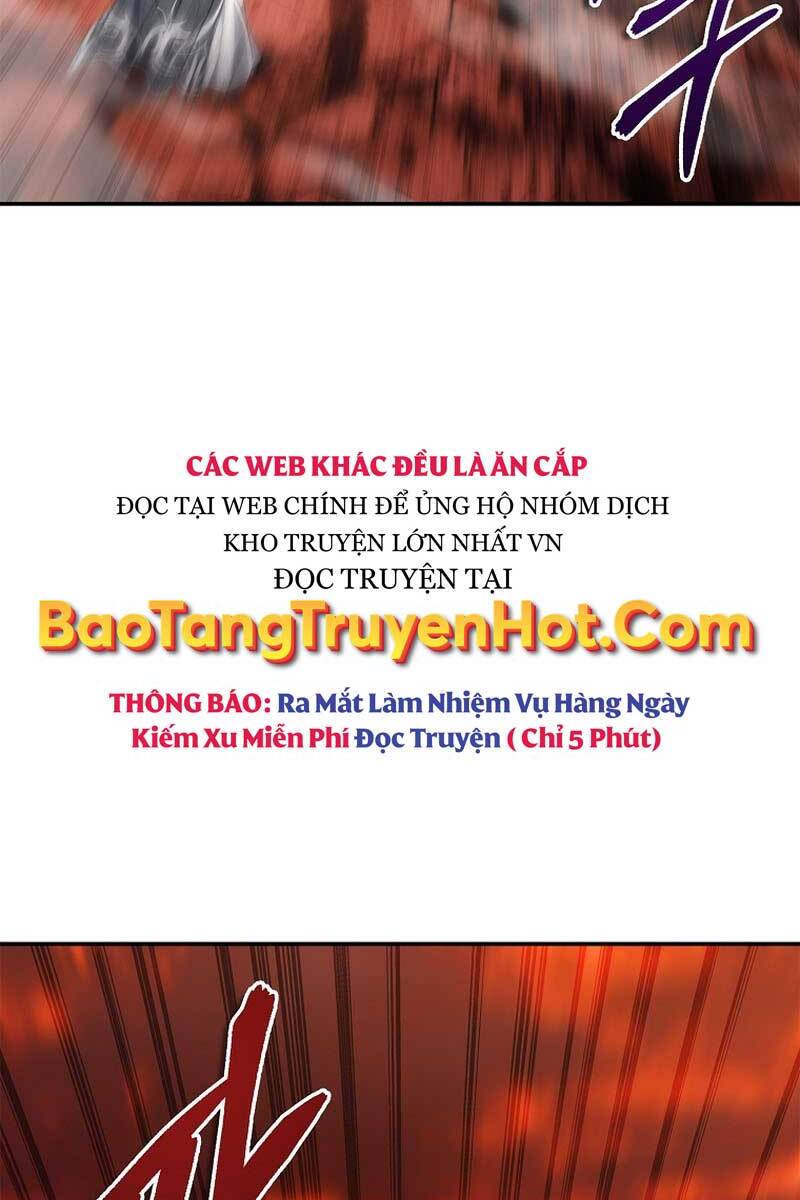 CÁC WEB KHÁC ĐỀU LÀ ĂN CẮP
ĐỌC TẠI WEB CHÍNH ĐỂ ỦNG HỘ NHÓM DỊCH
KHO TRUYỆN LỚN NHẤT VN
ĐỌC TRUYỆN TẠI
BaoTangTruyenHot.Com
THÔNG BÁO: Ra Mắt Làm Nhiệm Vụ Hàng Ngày
Kiếm Xu Miễn Phí Đọc Truyện ( Chỉ 5 Phút)